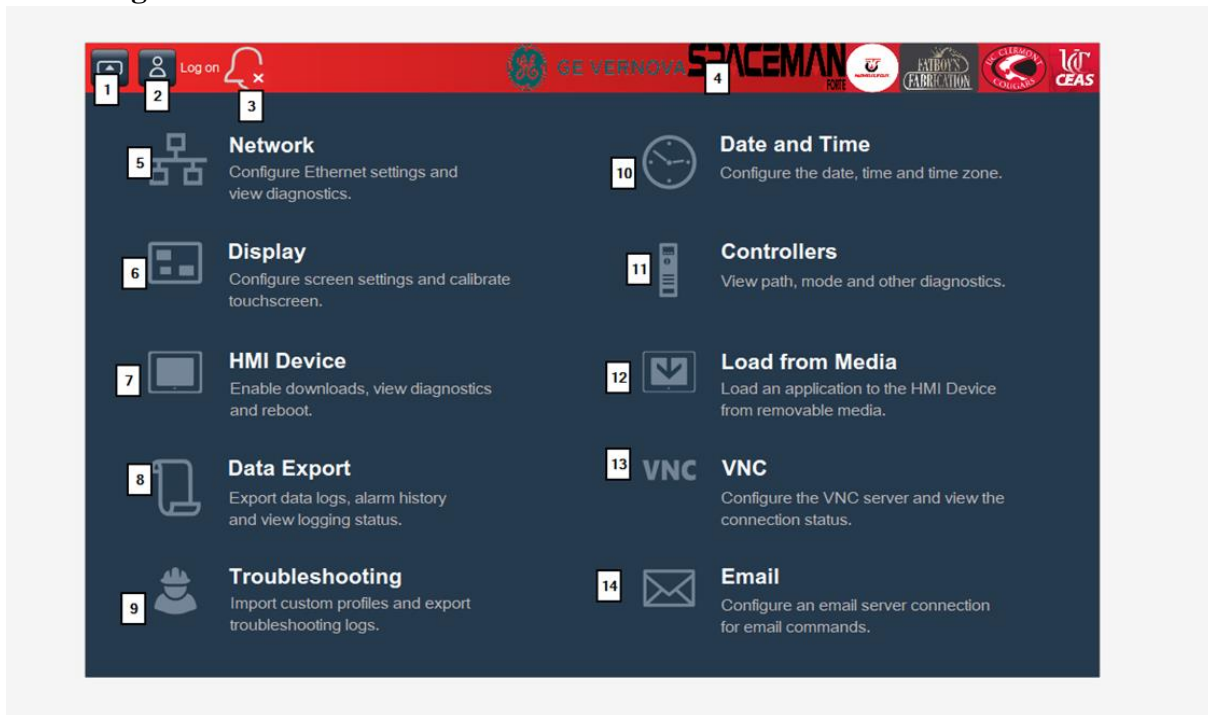 Log on
GE VERNOVA
SPACEMAN
FORTE
FATBOY'S
FABRICATION
UC CLERMONT
COUGARS
UC
CEAS
1
2
3
4
5
Network
Configure Ethernet settings and
view diagnostics.
6
Display
Configure screen settings and calibrate
touchscreen.
7
HMI Device
Enable downloads, view diagnostics
and reboot.
8
Data Export
Export data logs, alarm history
and view logging status.
9
Troubleshooting
Import custom profiles and export
troubleshooting logs.
10
Date and Time
Configure the date, time and time zone.
11
Controllers
View path, mode and other diagnostics.
12
Load from Media
Load an application to the HMI Device
from removable media.
13
VNC
VNC
Configure the VNC server and view the
connection status.
14
Email
Configure an email server connection
for email commands.